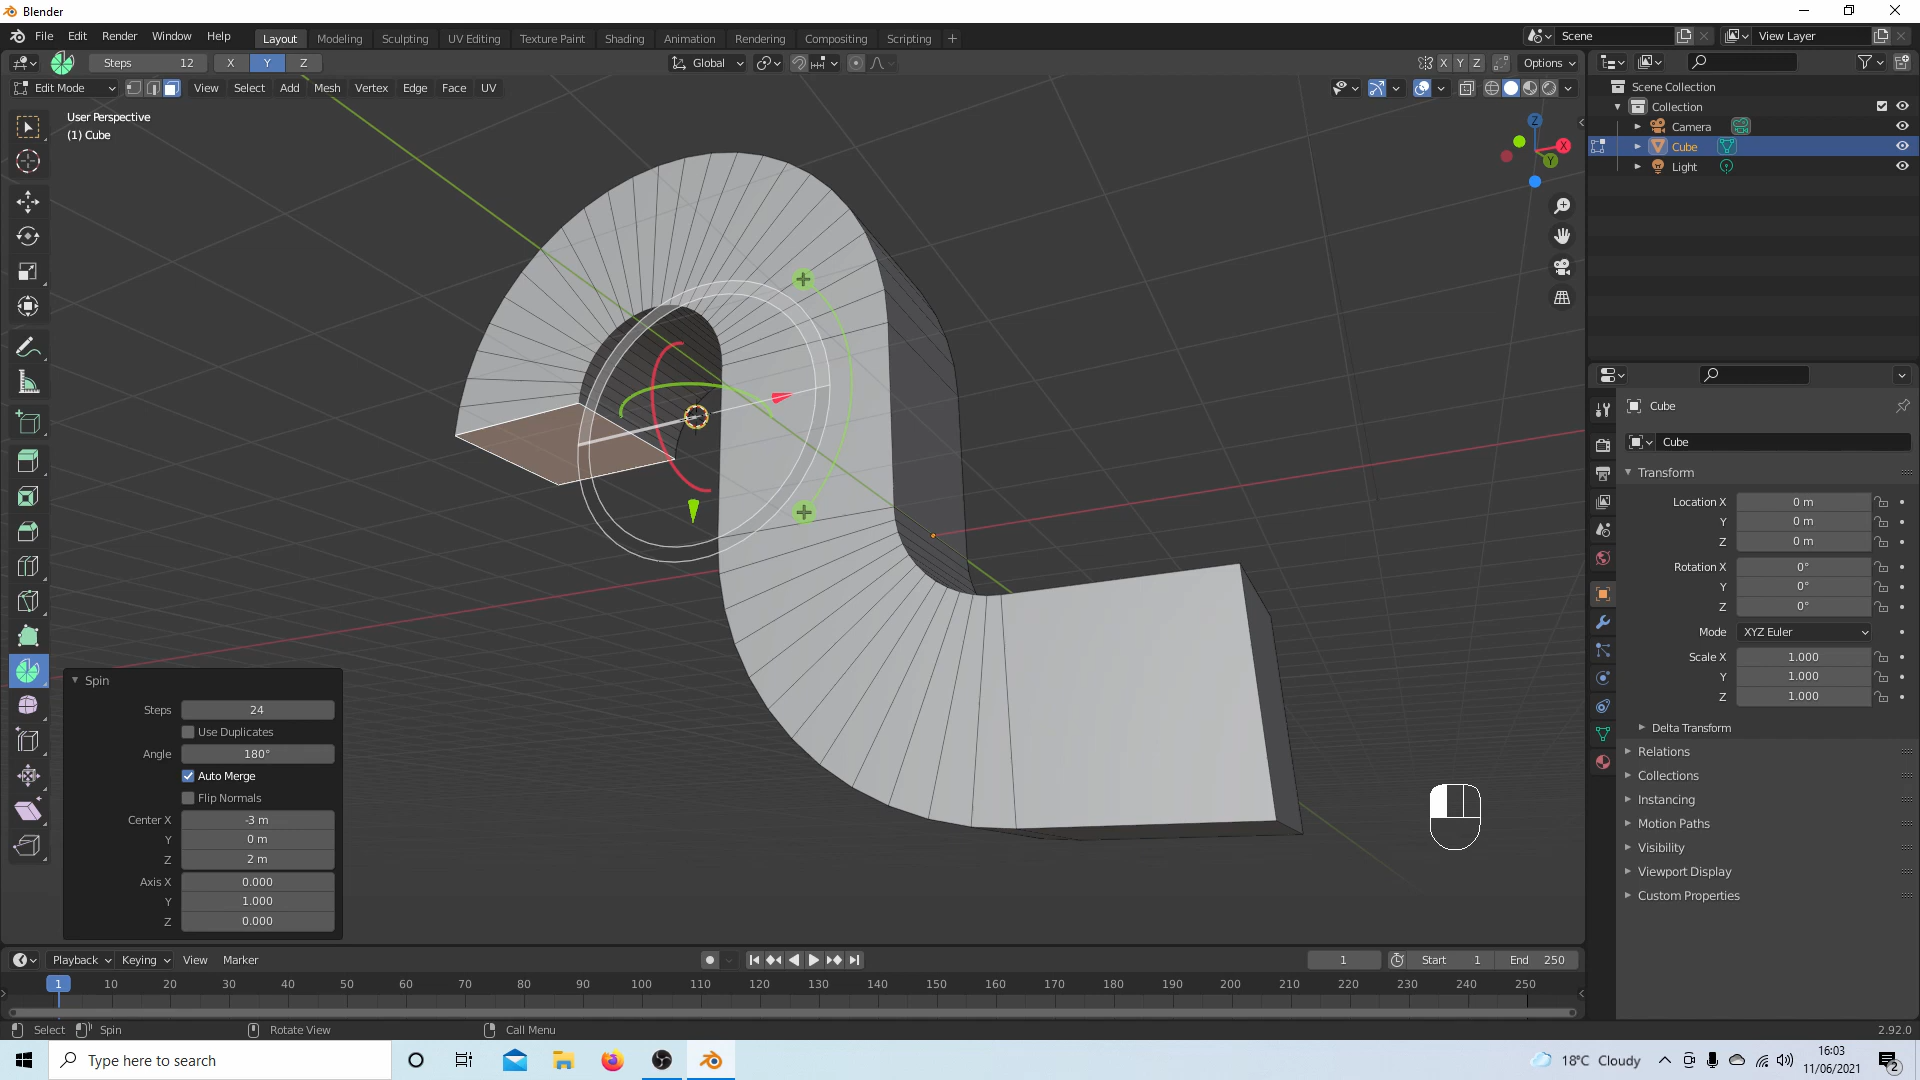 Blender
File Edit Render Window Help Layout Modeling Sculpting UV Editing Texture Paint Shading Animation Rendering Compositing Scripting + Scene View Layer
Steps 12 X Y Z Global X Y Z Options
Edit Mode View Select Add Mesh Vertex Edge Face UV
User Perspective
(1) Cube
Z
X
Y
Scene Collection
Collection
Camera
Cube
Light
Cube
Cube
Transform
Location X 0 m
Y 0 m
Z 0 m
Rotation X 0°
Y 0°
Z 0°
Mode XYZ Euler
Scale X 1.000
Y 1.000
Z 1.000
Delta Transform
Relations
Collections
Instancing
Motion Paths
Visibility
Viewport Display
Custom Properties
Spin
Steps 24
Use Duplicates
Angle 180°
Auto Merge
Flip Normals
Center X -3 m
Y 0 m
Z 2 m
Axis X 0.000
Y 1.000
Z 0.000
Playback Keying View Marker 1 Start 1 End 250
1 10 20 30 40 50 60 70 80 90 100 110 120 130 140 150 160 170 180 190 200 210 220 230 240 250
Select Spin Rotate View Call Menu 2.92.0
Type here to search 18°C Cloudy 16:03
11/06/2021 2